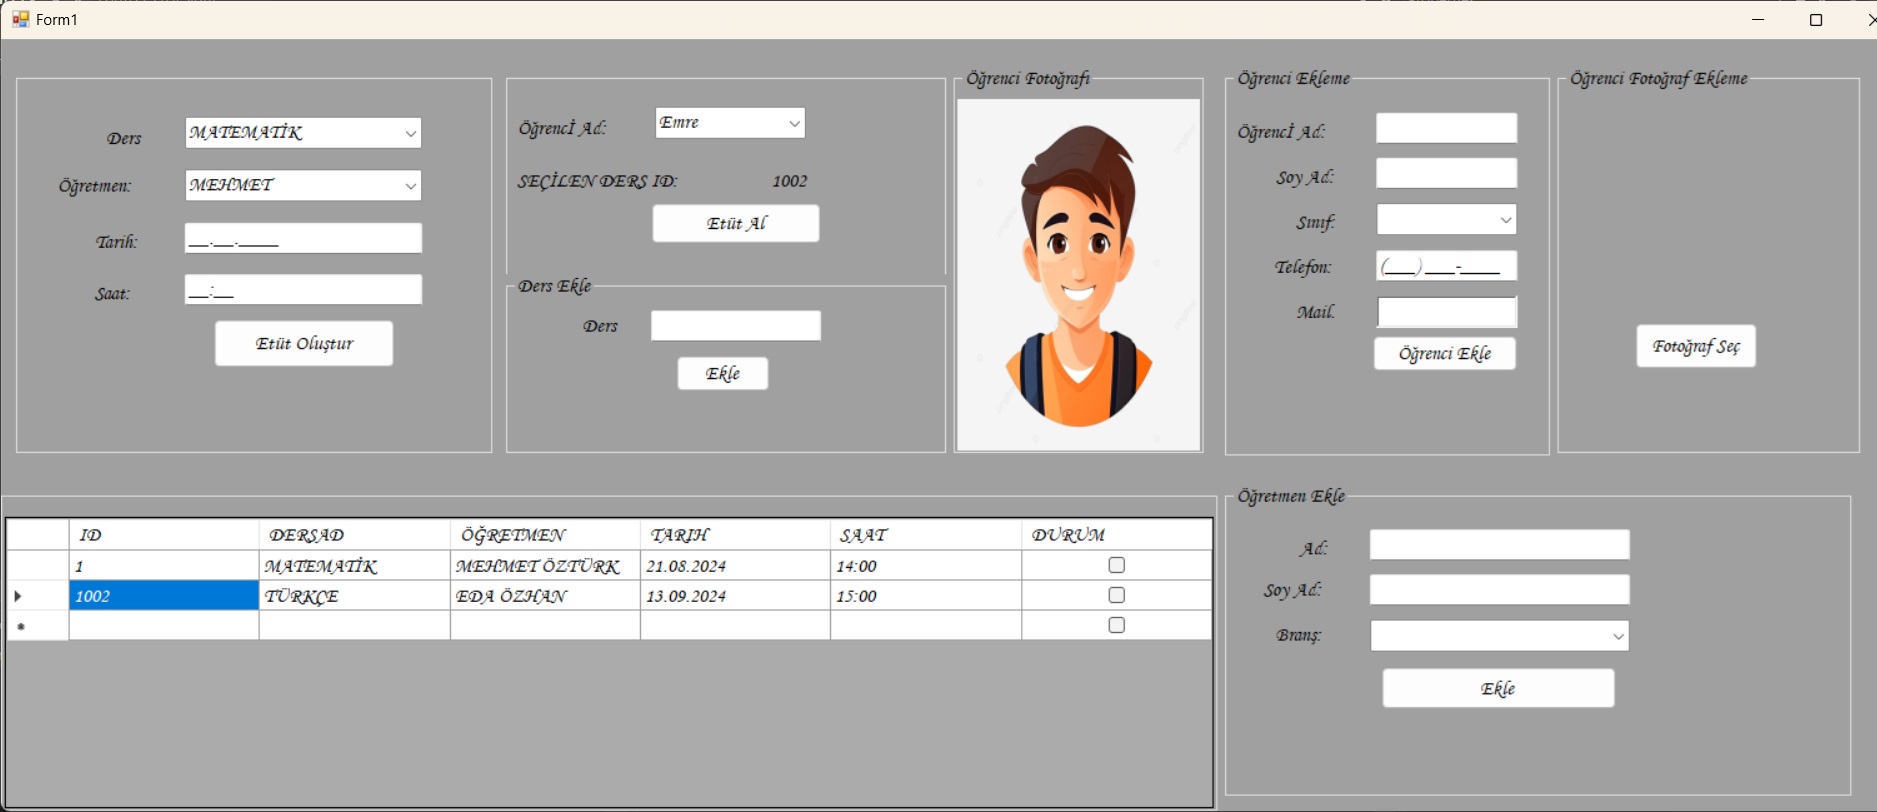 Form1
Ders
MATEMATİK
Öğretmen:
MEHMET
Tarih:
__.__.____
Saat:
__:__
Etüt Oluştur
Öğrencİ Ad:
Emre
SEÇİLEN DERS ID:
1002
Etüt Al
Ders Ekle
Ders
Ekle
Öğrenci Fotoğrafı
Öğrenci Ekleme
Öğrencİ Ad:
Soy Ad:
Sınıf:
Telefon:
(___) ___-____
Mail.
Öğrenci Ekle
Öğrenci Fotoğraf Ekleme
Fotoğraf Seç
ID DERSAD ÖĞRETMEN TARIH SAAT DURUM
1 MATEMATİK MEHMET ÖZTÜRK 21.08.2024 14:00
1002 TÜRKÇE EDA ÖZHAN 13.09.2024 15:00
Öğretmen Ekle
Ad:
Soy Ad:
Branş:
Ekle